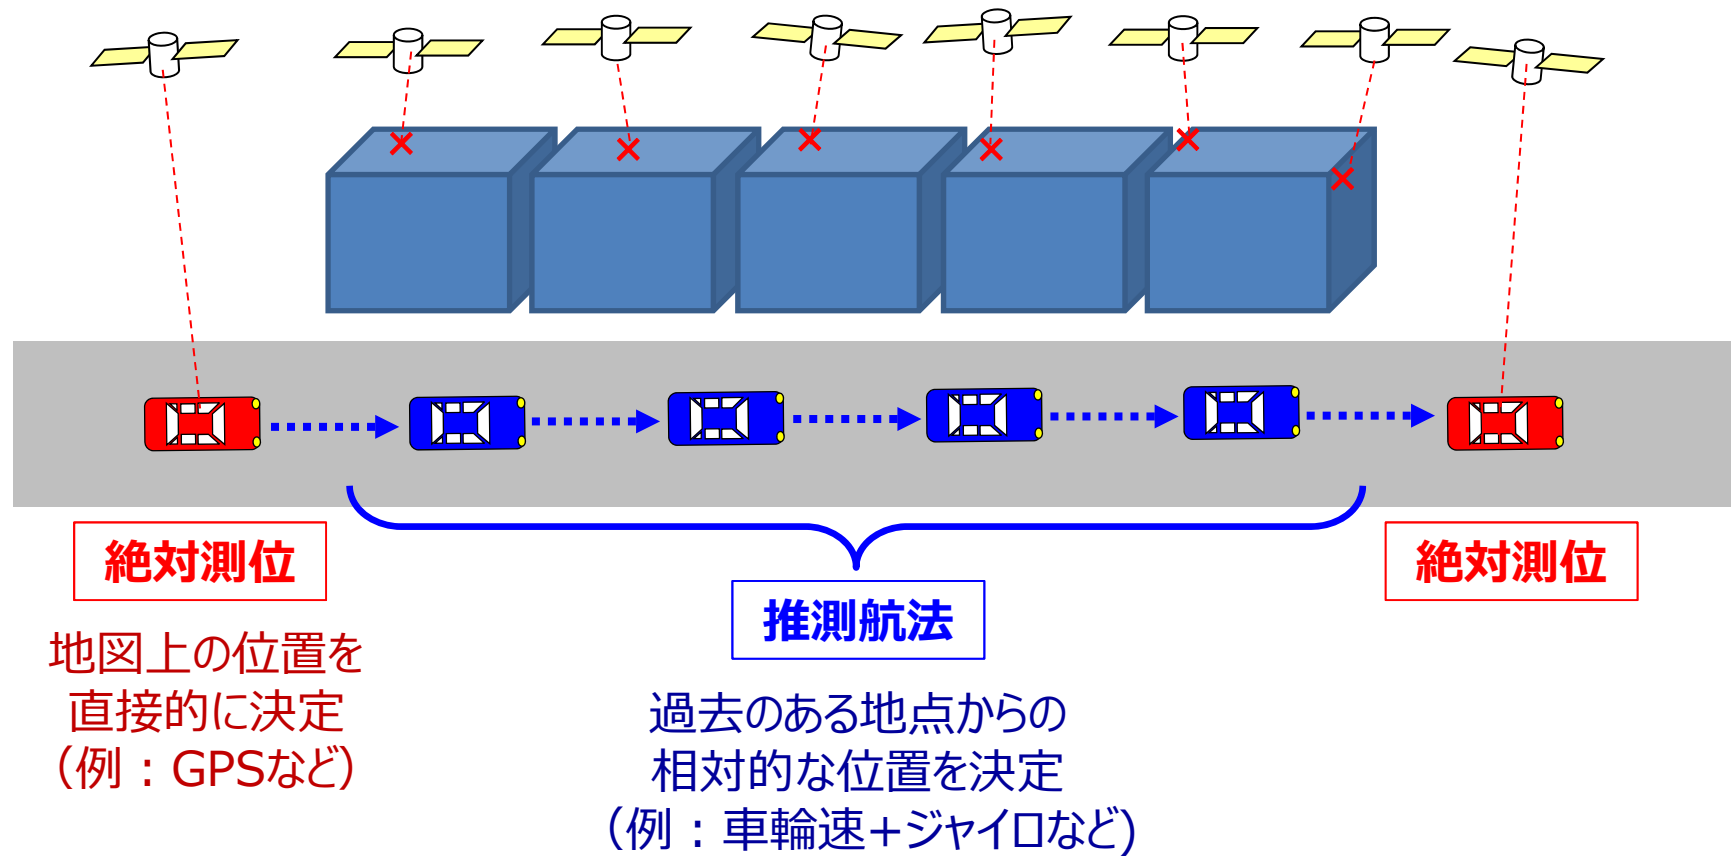 絶対測位
地図上の位置を
直接的に決定
（例：GPSなど）
推測航法
過去のある地点からの
相対的な位置を決定
（例：車輪速+ジャイロなど)
絶対測位